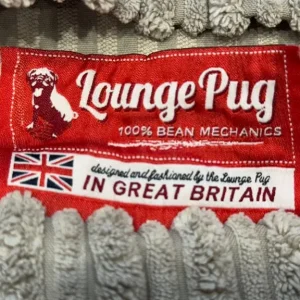 Lounge Pug
100% BEAN MECHANICS
designed and fashioned by the Lounge Pug
IN GREAT BRITAIN